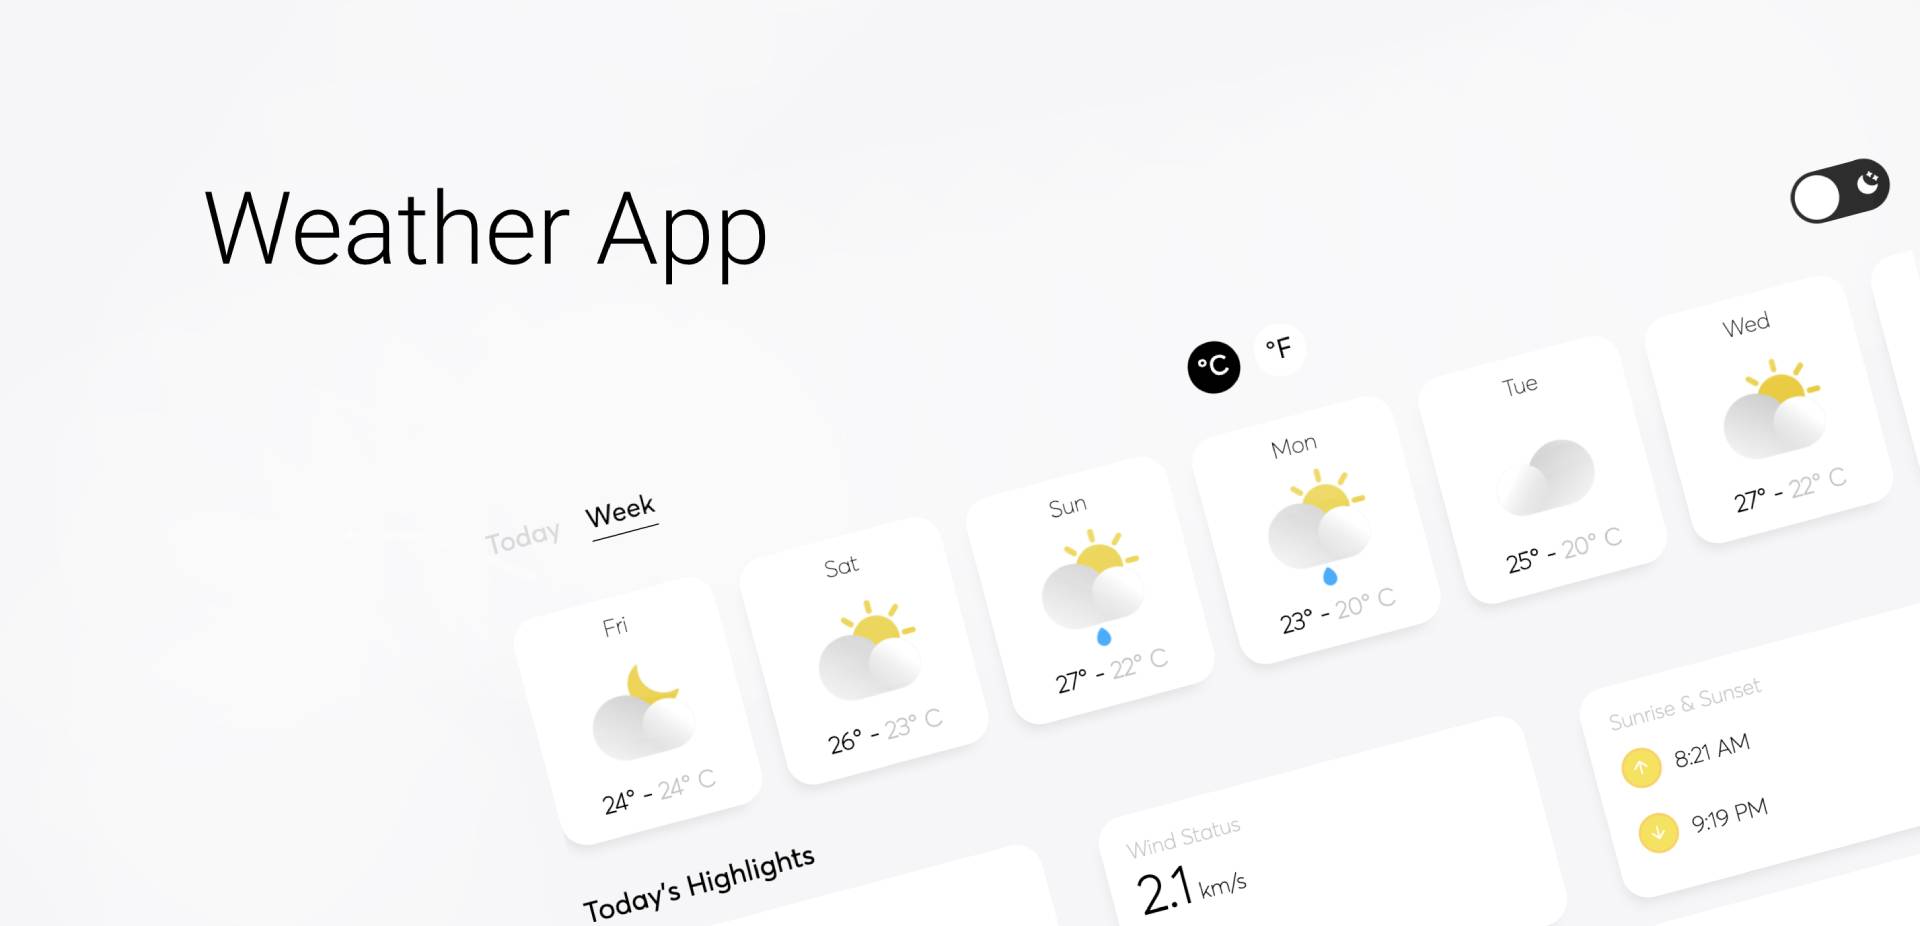 Weather App
°C °F
Today Week
Fri
24° - 24° C
Sat
26° - 23° C
Sun
27° - 22° C
Mon
23° - 20° C
Tue
25° - 20° C
Wed
27° - 22° C
Today's Highlights
Wind Status
2.1 km/s
Sunrise & Sunset
8:21 AM
9:19 PM